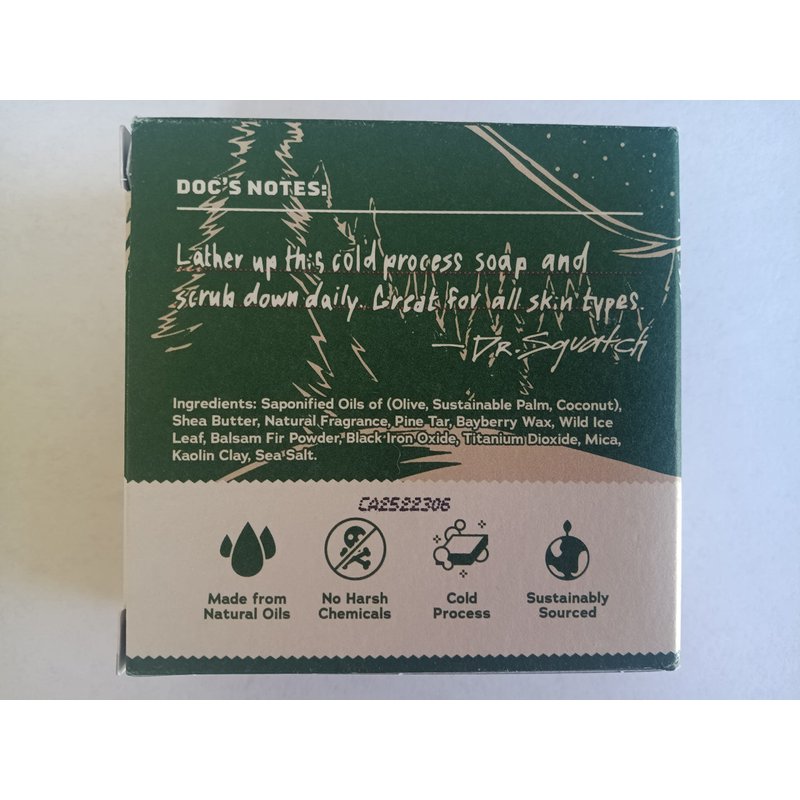 DOC'S NOTES:
Lather up this cold process soap and
scrub down daily. Great for all skin types
— DR. Squatch
Ingredients: Saponified Oils of (Olive, Sustainable Palm, Coconut),
Shea Butter, Natural Fragrance, Pine Tar, Bayberry Wax, Wild Ice
Leaf, Balsam Fir Powder, Black Iron Oxide, Titanium Dioxide, Mica,
Kaolin Clay, Sea Salt.
CA2522306
Made from
Natural Oils
No Harsh
Chemicals
Cold
Process
Sustainably
Sourced